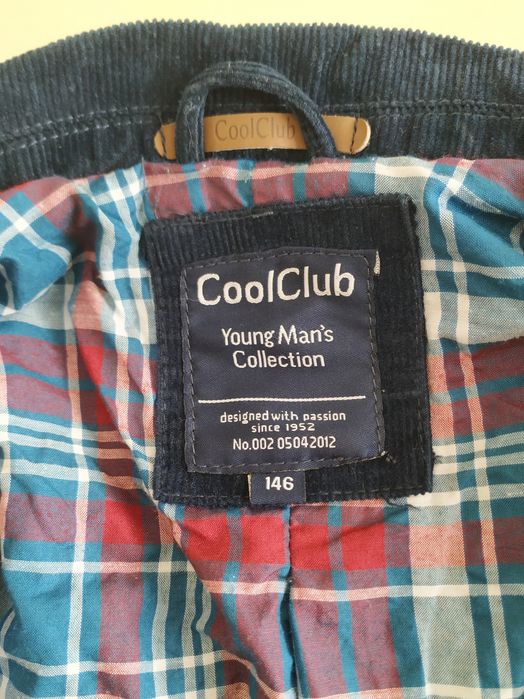 CoolClub
CoolClub
Young Man's
Collection
designed with passion
since 1952
No.002 05042012
146